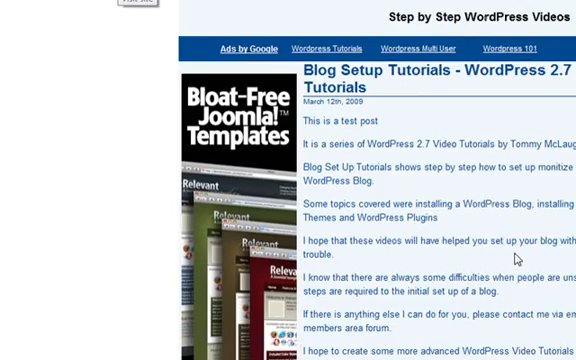 Step by Step WordPress Videos
Ads by Google Wordpress Tutorials Wordpress Multi User Wordpress 101
Bloat-Free
Joomla!™
Templates
Relevant
Relevant
Relevant
Relevant
Blog Setup Tutorials - WordPress 2.7
Tutorials
March 12th, 2009
This is a test post
It is a series of WordPress 2.7 Video Tutorials by Tommy McLaug
Blog Set Up Tutorials shows step by step how to set up monitize
WordPress Blog.
Some topics covered were installing a WordPress Blog, installing
Themes and WordPress Plugins
I hope that these videos will have helped you set up your blog with
trouble.
I know that there are always some difficulties when people are uns
steps are required to the initial set up of a blog.
If there is anything else I can do for you, please contact me via em
members area forum.
I hope to create some more advanced WordPress Video Tutorials